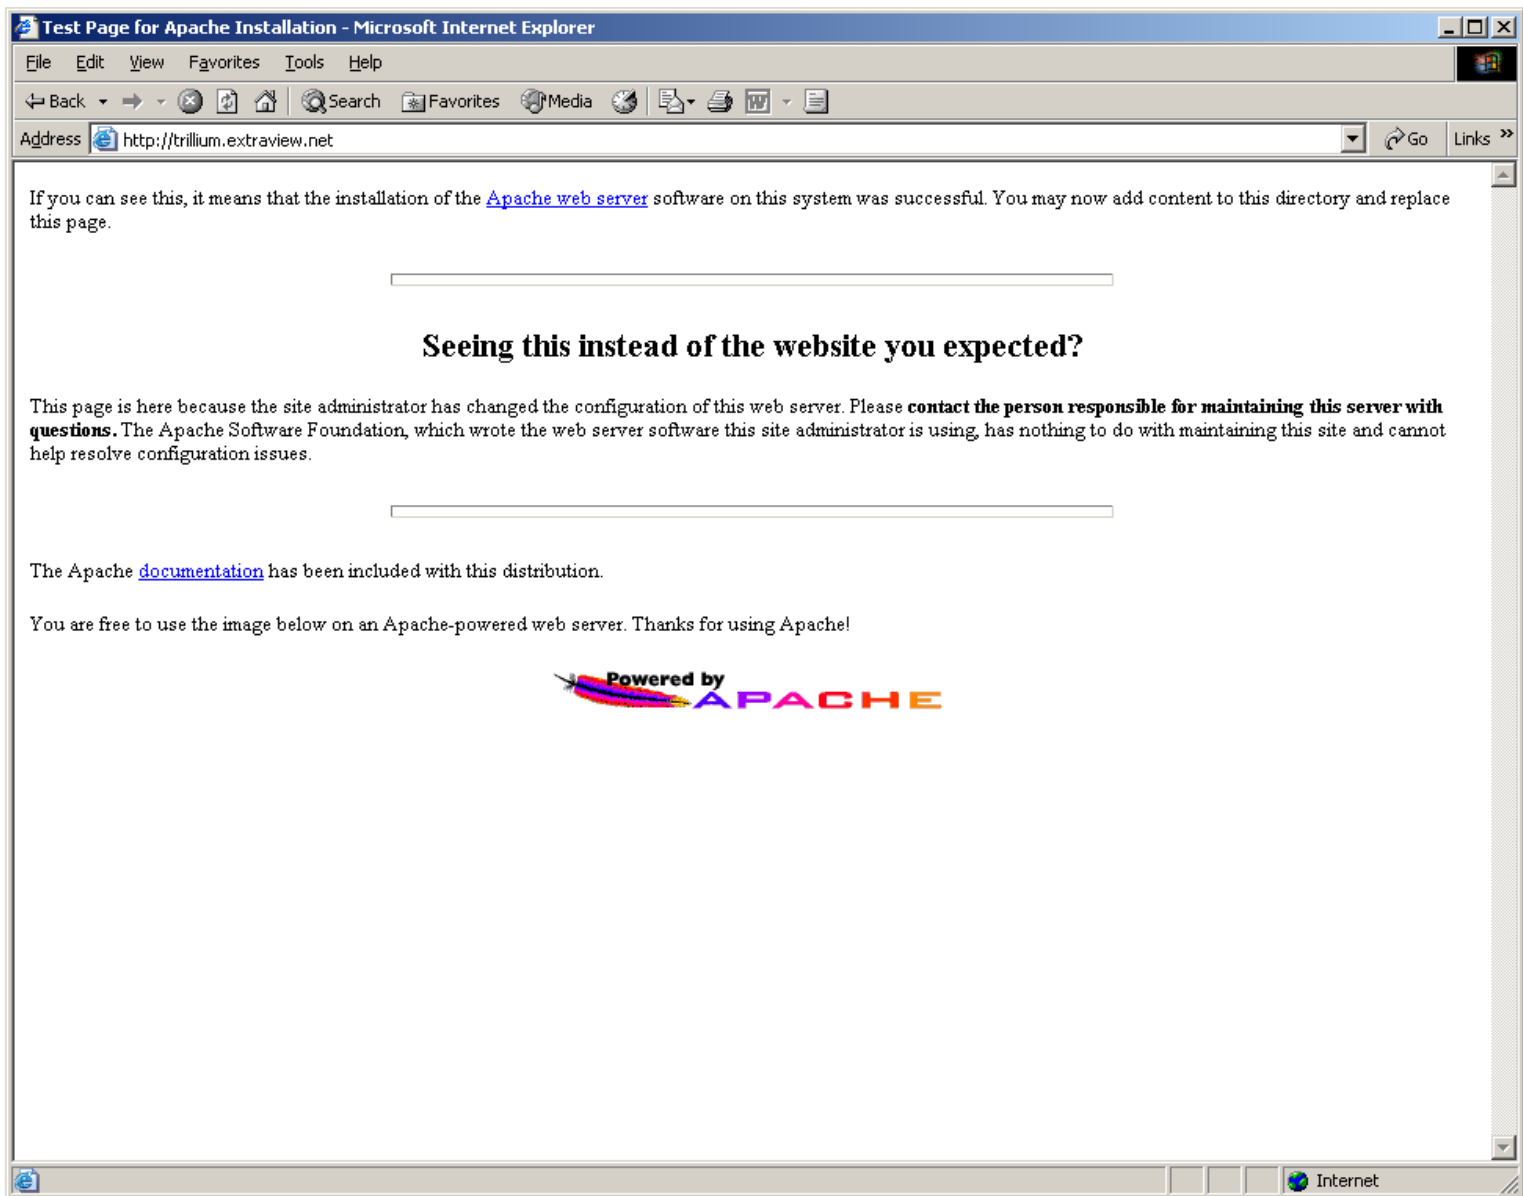 Test Page for Apache Installation - Microsoft Internet Explorer
File Edit View Favorites Tools Help
Back Search Favorites Media
Address http://trillium.extraview.net Go Links »
If you can see this, it means that the installation of the Apache web server software on this system was successful. You may now add content to this directory and replace
this page.
Seeing this instead of the website you expected?
This page is here because the site administrator has changed the configuration of this web server. Please contact the person responsible for maintaining this server with
questions. The Apache Software Foundation, which wrote the web server software this site administrator is using, has nothing to do with maintaining this site and cannot
help resolve configuration issues.
The Apache documentation has been included with this distribution.
You are free to use the image below on an Apache-powered web server. Thanks for using Apache!
Powered by
APACHE
Internet